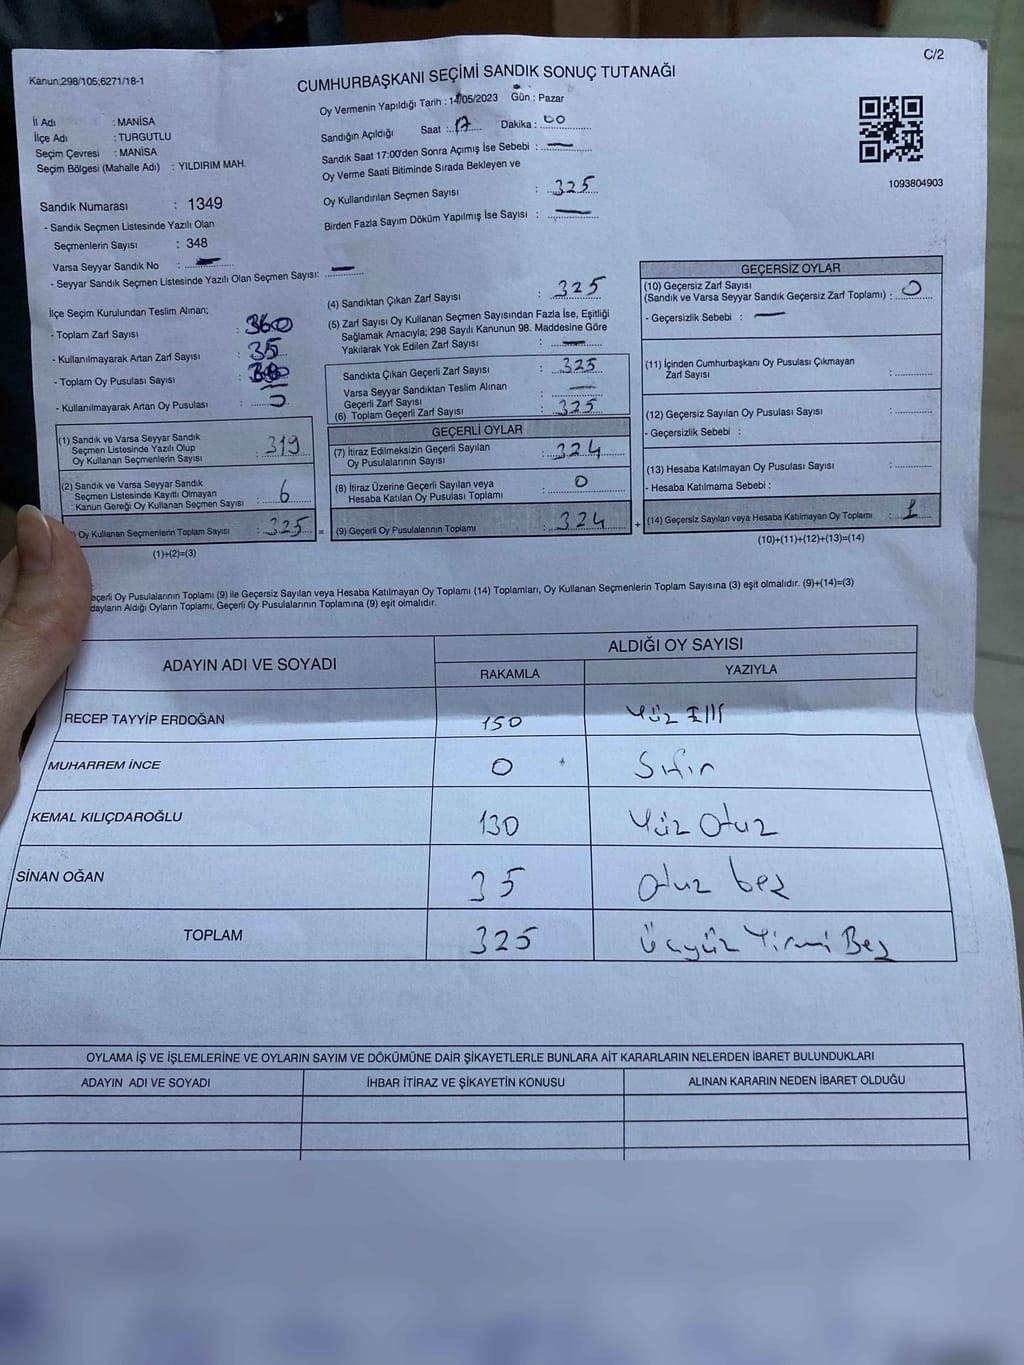 C/2
Kanun;298/105;6271/18-1
CUMHURBAŞKANI SEÇİMİ SANDIK SONUÇ TUTANAĞI
Oy Vermenin Yapıldığı Tarih : 14/05/2023 Gün : Pazar
İl Adı : MANİSA
İlçe Adı : TURGUTLU
Seçim Çevresi : MANİSA
Seçim Bölgesi (Mahalle Adı) : YILDIRIM MAH.
Sandığın Açıldığı Saat : 17 Dakika : 00
Sandık Saat 17:00'den Sonra Açımış İse Sebebi : —
Oy Verme Saati Bitiminde Sırada Bekleyen ve
Oy Kullandırılan Seçmen Sayısı : 325
Birden Fazla Sayım Döküm Yapılmış İse Sayısı : —
1093804903
Sandık Numarası : 1349
- Sandık Seçmen Listesinde Yazılı Olan
Seçmenlerin Sayısı : 348
Varsa Seyyar Sandık No : —
- Seyyar Sandık Seçmen Listesinde Yazılı Olan Seçmen Sayısı: —
İlçe Seçim Kurulundan Teslim Alınan;
- Toplam Zarf Sayısı : 360
- Kullanılmayarak Artan Zarf Sayısı : 35
- Toplam Oy Pusulası Sayısı :
- Kullanılmayarak Artan Oy Pusulası :
(1) Sandık ve Varsa Seyyar Sandık
Seçmen Listesinde Yazılı Olup
Oy Kullanan Seçmenlerin Sayısı : 319
(2) Sandık ve Varsa Seyyar Sandık
Seçmen Listesinde Kayıtlı Olmayan
Kanun Gereği Oy Kullanan Seçmen Sayısı : 6
Oy Kullanan Seçmenlerin Toplam Sayısı : 325 =
(1)+(2)=(3)
(4) Sandıktan Çıkan Zarf Sayısı : 325
(5) Zarf Sayısı Oy Kullanan Seçmen Sayısından Fazla İse, Eşitliği
Sağlamak Amacıyla; 298 Sayılı Kanunun 98. Maddesine Göre
Yakılarak Yok Edilen Zarf Sayısı : —
Sandıkta Çıkan Geçerli Zarf Sayısı : 325
Varsa Seyyar Sandıktan Teslim Alınan
Geçerli Zarf Sayısı : —
(6) Toplam Geçerli Zarf Sayısı : 325
GEÇERLİ OYLAR
(7) İtiraz Edilmeksizin Geçerli Sayılan
Oy Pusulalarının Sayısı : 324
(8) İtiraz Üzerine Geçerli Sayılan veya
Hesaba Katılan Oy Pusulası Toplamı : 0
(9) Geçerli Oy Pusulalarının Toplamı : 324 +
GEÇERSİZ OYLAR
(10) Geçersiz Zarf Sayısı
(Sandık ve Varsa Seyyar Sandık Geçersiz Zarf Toplamı) : 0
- Geçersizlik Sebebi : —
(11) İçinden Cumhurbaşkanı Oy Pusulası Çıkmayan
Zarf Sayısı :
(12) Geçersiz Sayılan Oy Pusulası Sayısı :
- Geçersizlik Sebebi :
(13) Hesaba Katılmayan Oy Pusulası Sayısı :
- Hesaba Katılmama Sebebi :
(14) Geçersiz Sayılan veya Hesaba Katılmayan Oy Toplamı : 1
(10)+(11)+(12)+(13)=(14)
eçerli Oy Pusulalarının Toplamı (9) ile Geçersiz Sayılan veya Hesaba Katılmayan Oy Toplamı (14) Toplamları, Oy Kullanan Seçmenlerin Toplam Sayısına (3) eşit olmalıdır. (9)+(14)=(3)
dayların Aldığı Oyların Toplamı, Geçerli Oy Pusulalarının Toplamına (9) eşit olmalıdır.
ADAYIN ADI VE SOYADI ALDIĞI OY SAYISI
RAKAMLA YAZIYLA
RECEP TAYYİP ERDOĞAN 150 Yüz Elli
MUHARREM İNCE 0 Sıfır
KEMAL KILIÇDAROĞLU 130 Yüz Otuz
SİNAN OĞAN 35 Otuz beş
TOPLAM 325 Üçyüz Yirmi Beş
OYLAMA İŞ VE İŞLEMLERİNE VE OYLARIN SAYIM VE DÖKÜMÜNE DAİR ŞİKAYETLERLE BUNLARA AİT KARARLARIN NELERDEN İBARET BULUNDUKLARI
ADAYIN ADI VE SOYADI İHBAR İTİRAZ VE ŞİKAYETİN KONUSU ALINAN KARARIN NEDEN İBARET OLDUĞU